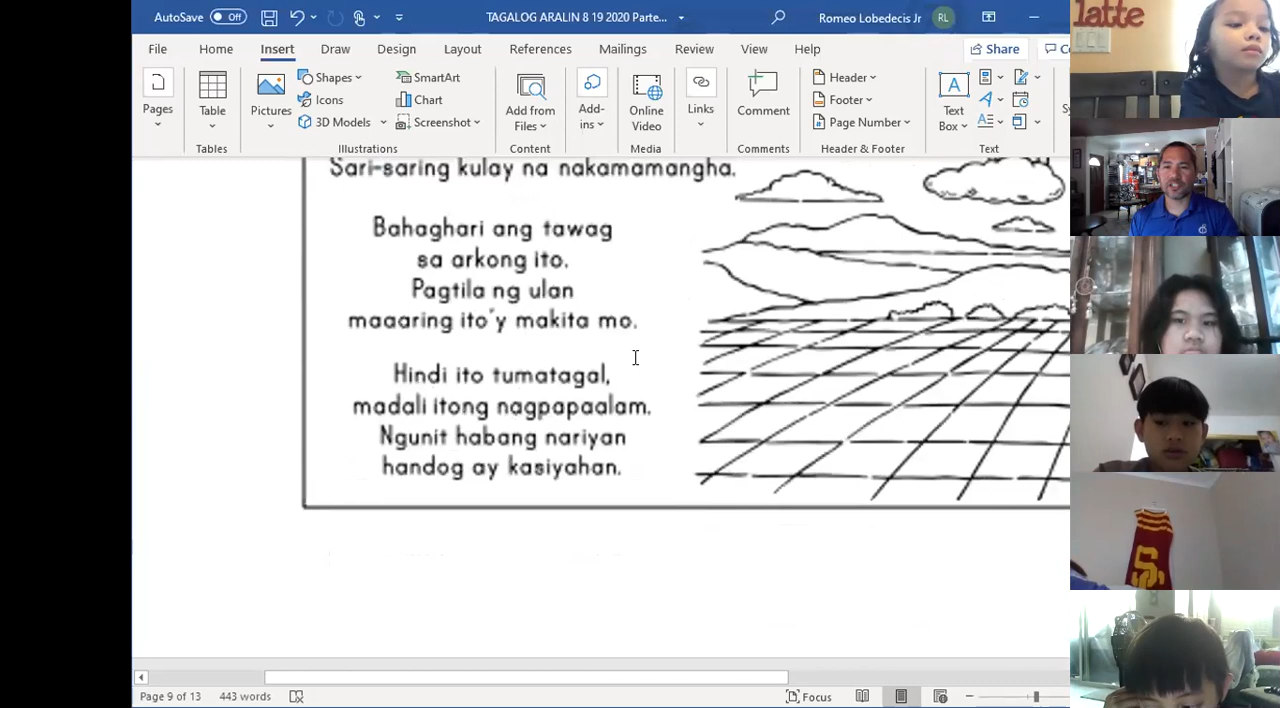 AutoSave Off TAGALOG ARALIN 8 19 2020 Parte... Romeo Lobedecis Jr RL
File Home Insert Draw Design Layout References Mailings Review View Help Share
Pages
Table
Pictures
Shapes
Icons
3D Models
SmartArt
Chart
Screenshot
Add from
Files
Add-
ins
Online
Video
Links
Comment
Header
Footer
Page Number
Text
Box
Tables Illustrations Content Media Comments Header & Footer Text
Sari-saring kulay na nakamamangha.
Bahaghari ang tawag
sa arkong ito.
Pagtila ng ulan
maaaring ito'y makita mo.
Hindi ito tumatagal,
madali itong nagpapaalam.
Ngunit habang nariyan
handog ay kasiyahan.
Page 9 of 13 443 words Focus
latte
SC